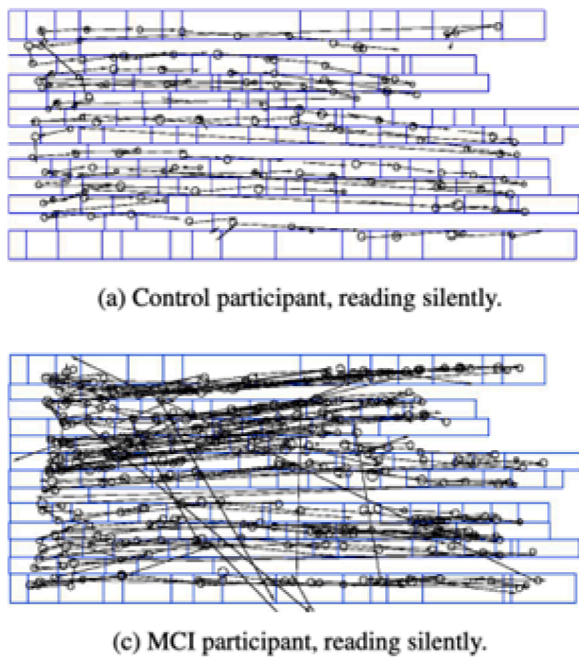 (a) Control participant, reading silently.
(c) MCI participant, reading silently.